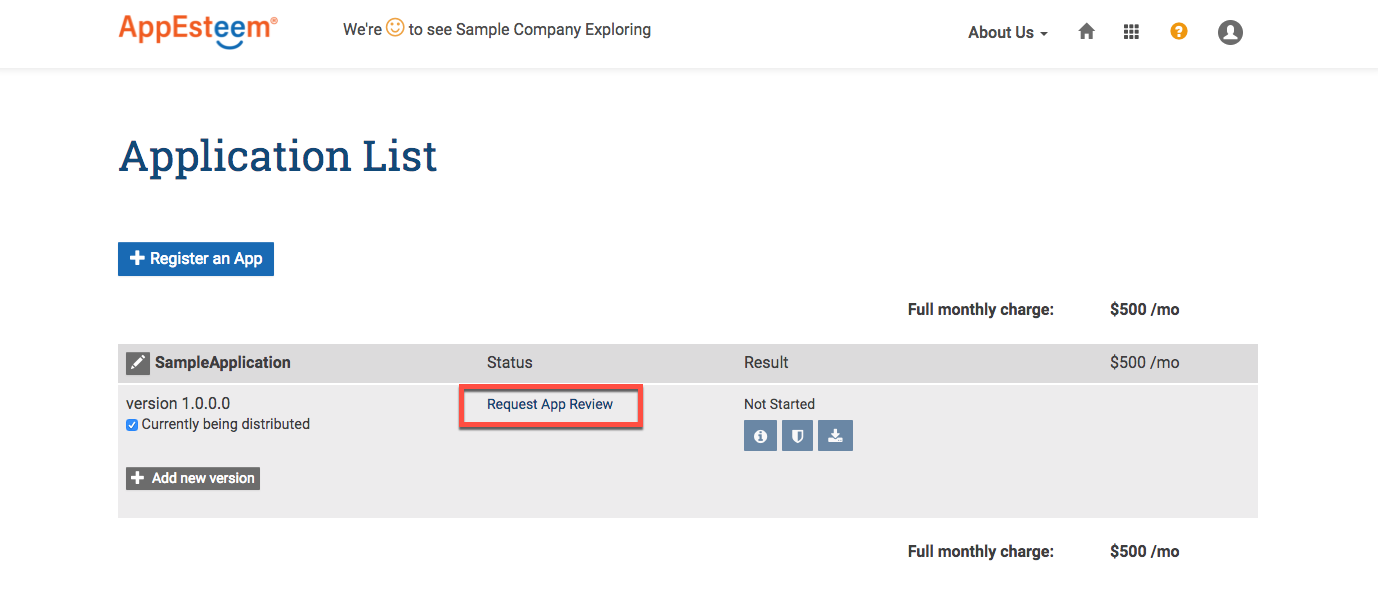 AppEsteem®
We're to see Sample Company Exploring
About Us
?
Application List
Register an App
Full monthly charge: $500 /mo
SampleApplication Status Result $500 /mo
version 1.0.0.0 Request App Review Not Started
Currently being distributed
Add new version
Full monthly charge: $500 /mo